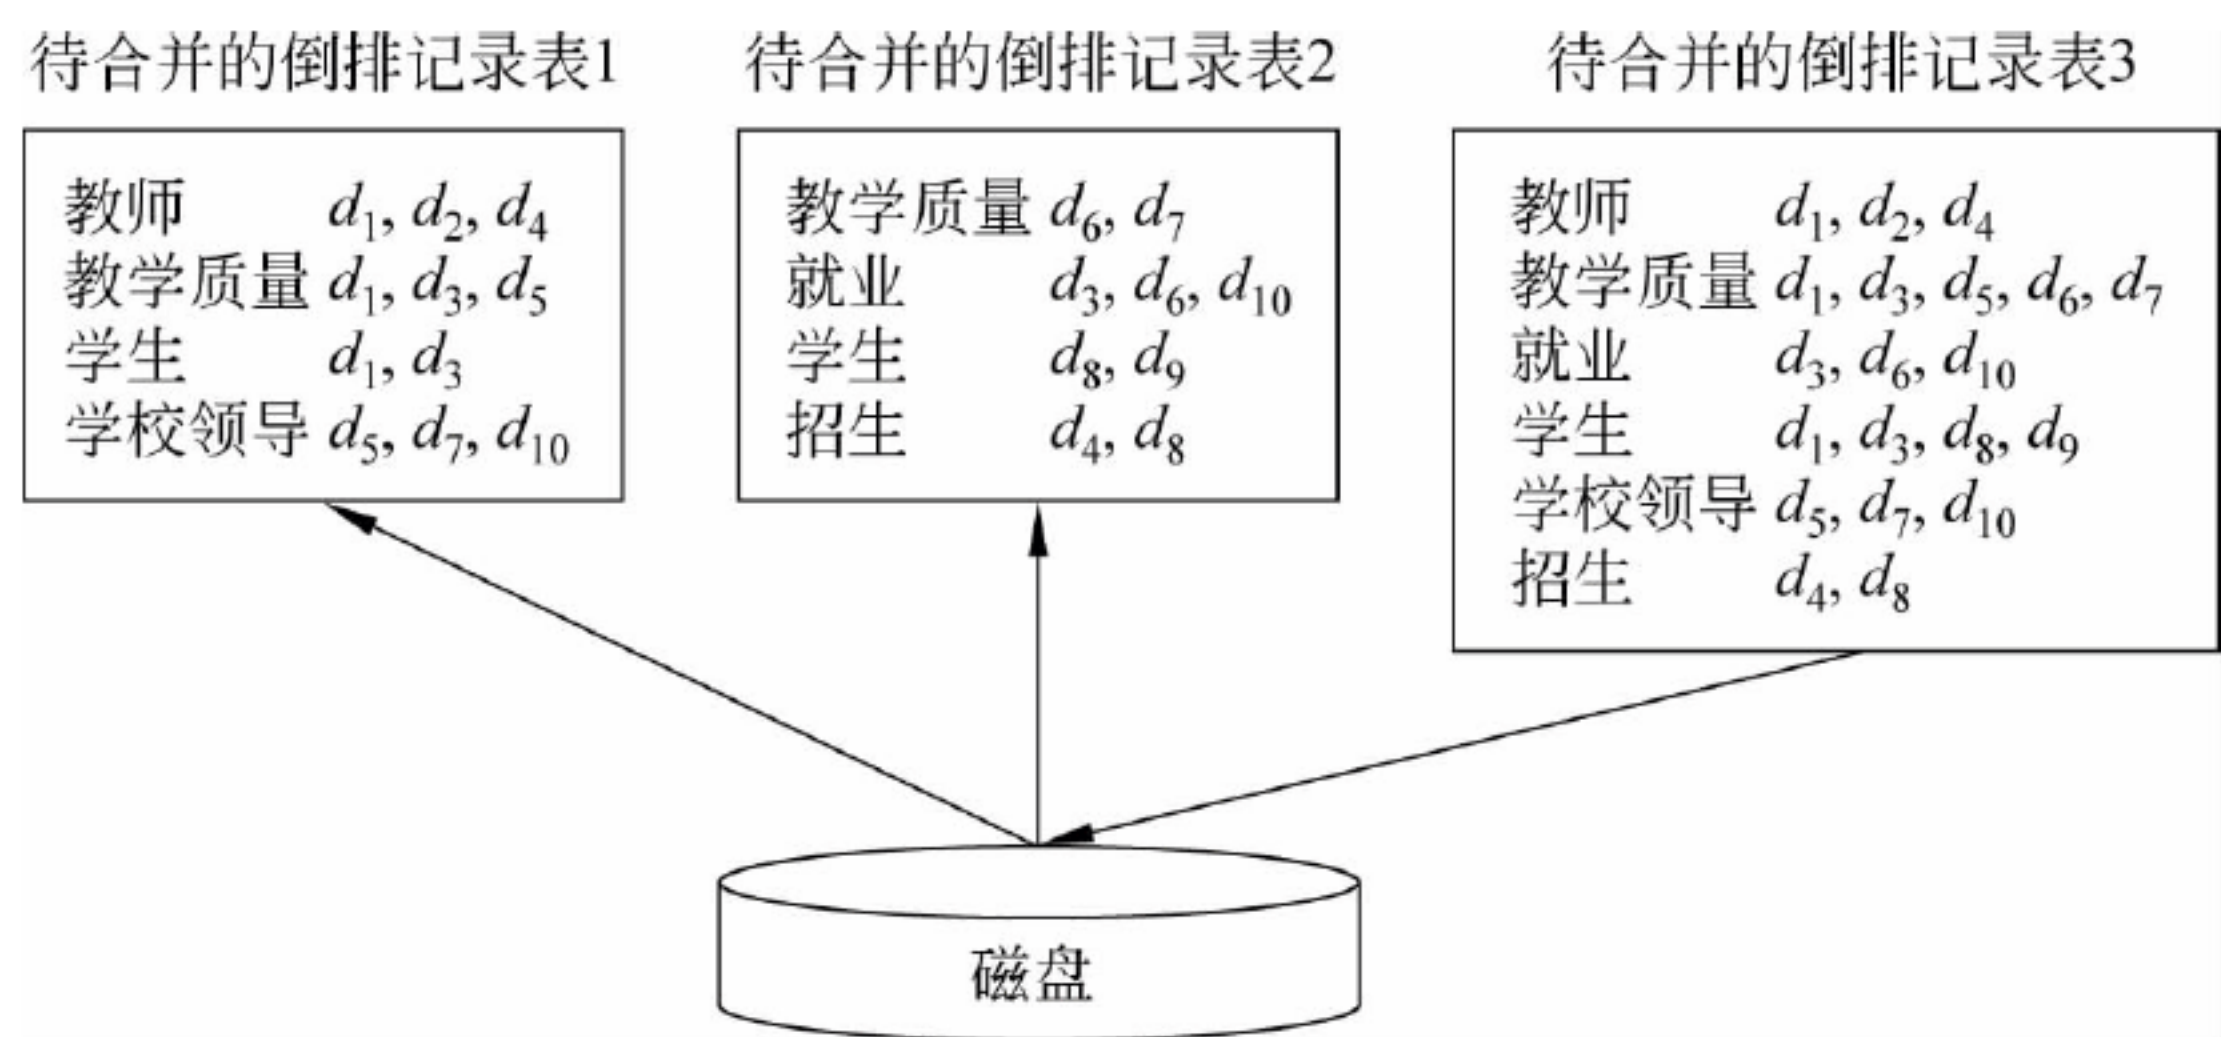 待合并的倒排记录表1
教师 d1, d2, d4
教学质量 d1, d3, d5
学生 d1, d3
学校领导 d5, d7, d10
待合并的倒排记录表2
教学质量 d6, d7
就业 d3, d6, d10
学生 d8, d9
招生 d4, d8
待合并的倒排记录表3
教师 d1, d2, d4
教学质量 d1, d3, d5, d6, d7
就业 d3, d6, d10
学生 d1, d3, d8, d9
学校领导 d5, d7, d10
招生 d4, d8
磁盘